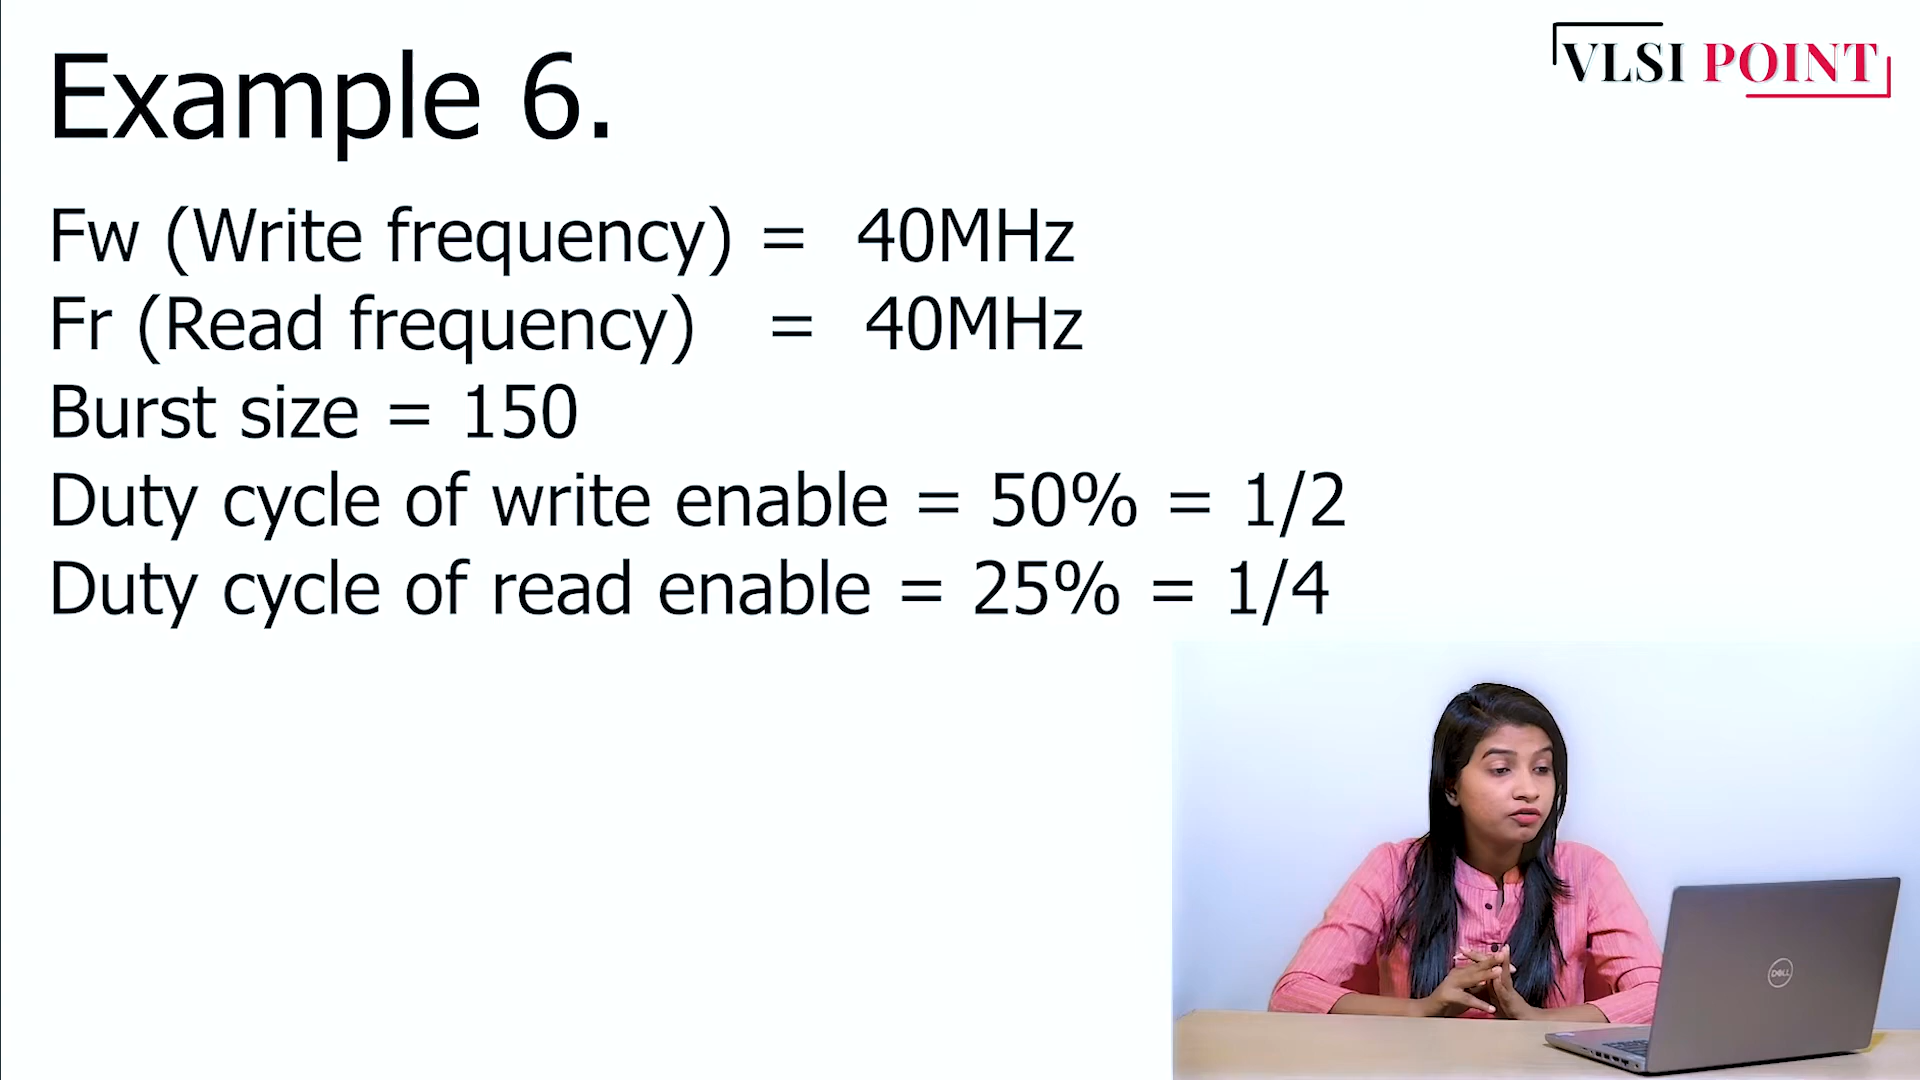 VLSI POINT
Example 6.
Fw (Write frequency) = 40MHz
Fr (Read frequency) = 40MHz
Burst size = 150
Duty cycle of write enable = 50% = 1/2
Duty cycle of read enable = 25% = 1/4
DELL